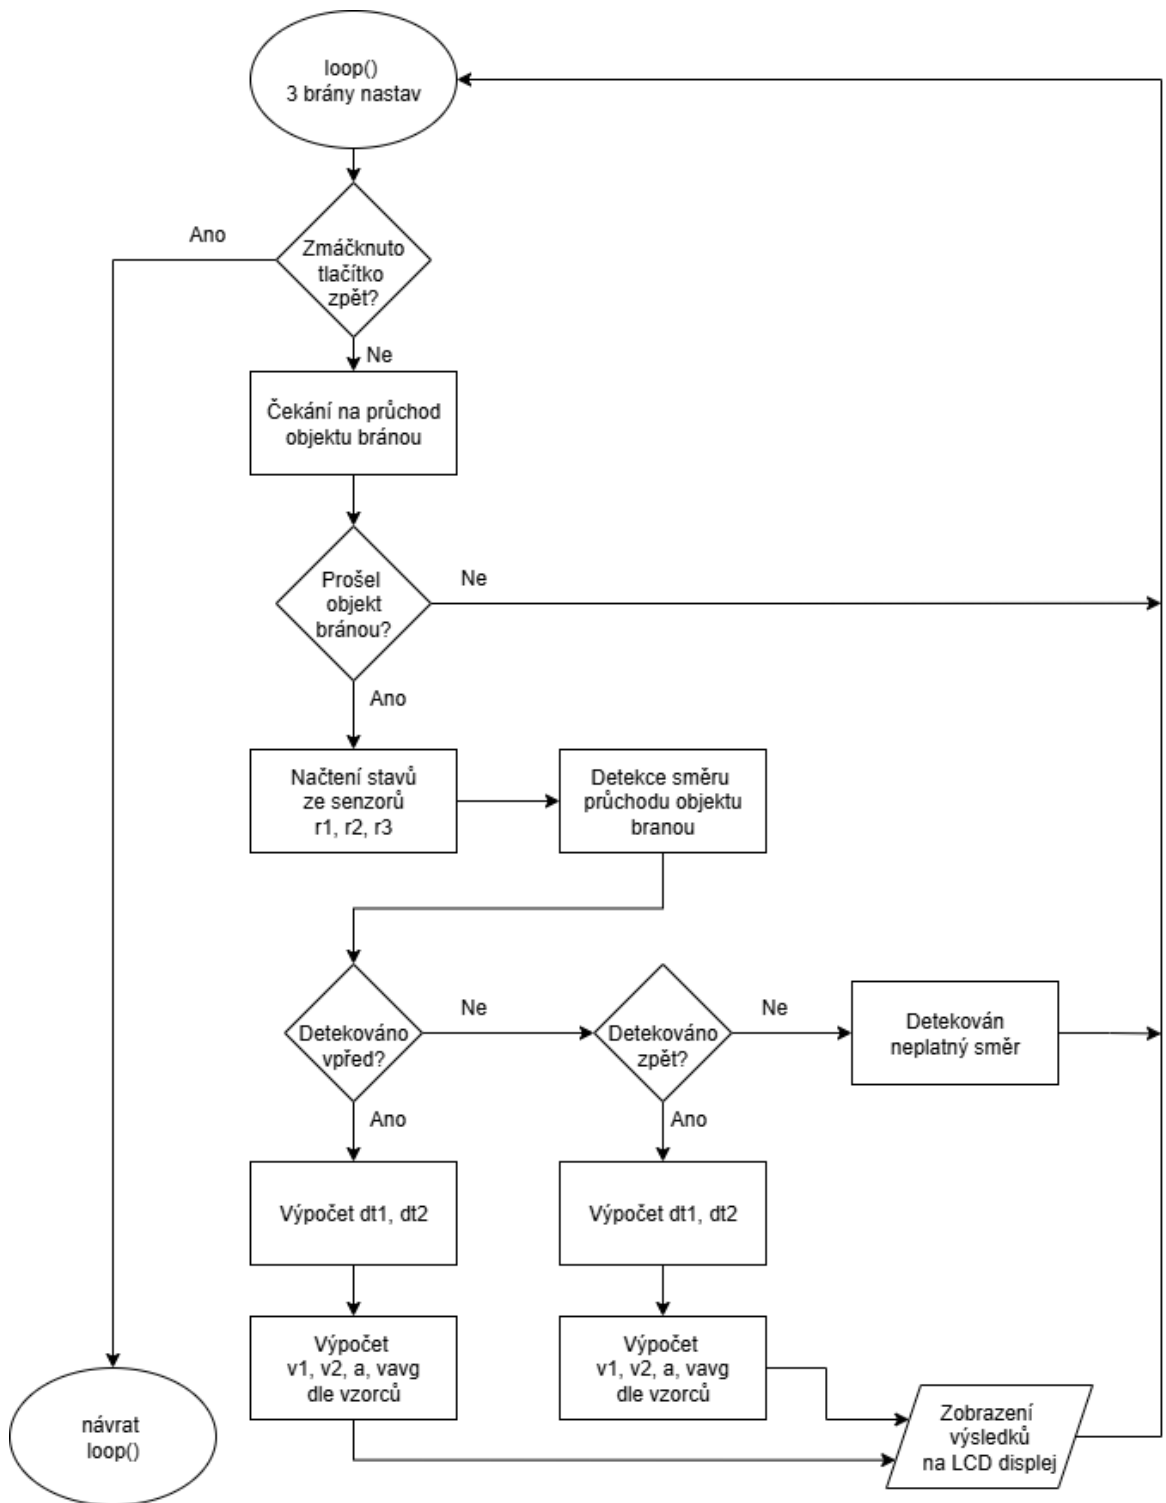 loop()
3 brány nastav
Ano
Zmáčknuto
tlačítko
zpět?
Ne
Čekání na průchod
objektu bránou
Prošel
objekt
bránou?
Ne
Ano
Načtení stavů
ze senzorů
r1, r2, r3
Detekce směru
průchodu objektu
branou
Detekováno
vpřed?
Ne
Detekováno
zpět?
Ne
Detekován
neplatný směr
Ano
Ano
Výpočet dt1, dt2
Výpočet dt1, dt2
Výpočet
v1, v2, a, vavg
dle vzorců
Výpočet
v1, v2, a, vavg
dle vzorců
Zobrazení
výsledků
na LCD displej
návrat
loop()